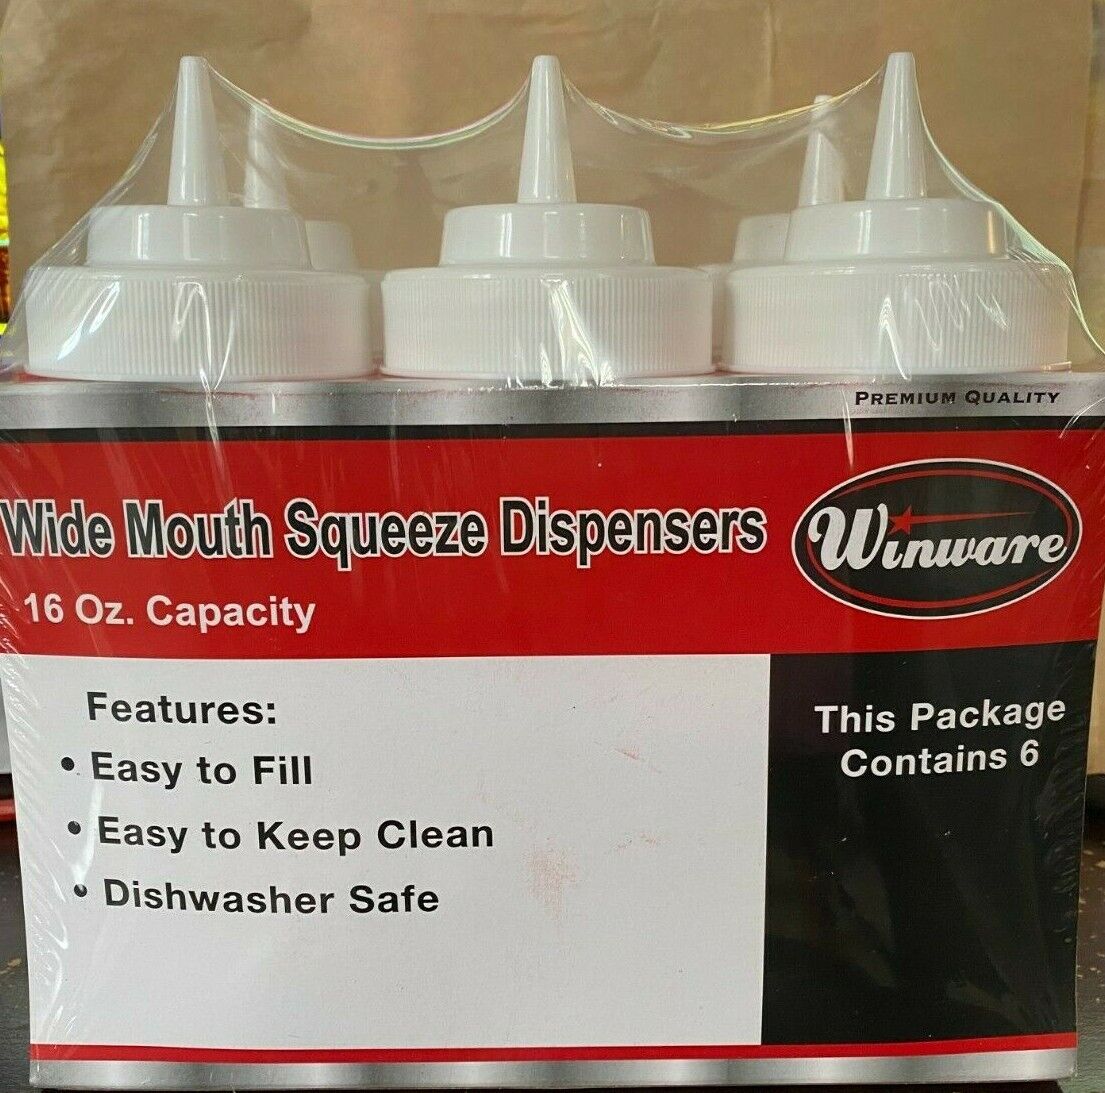 PREMIUM QUALITY
Wide Mouth Squeeze Dispensers
Winware
16 Oz. Capacity
Features:
• Easy to Fill
• Easy to Keep Clean
• Dishwasher Safe
This Package
Contains 6